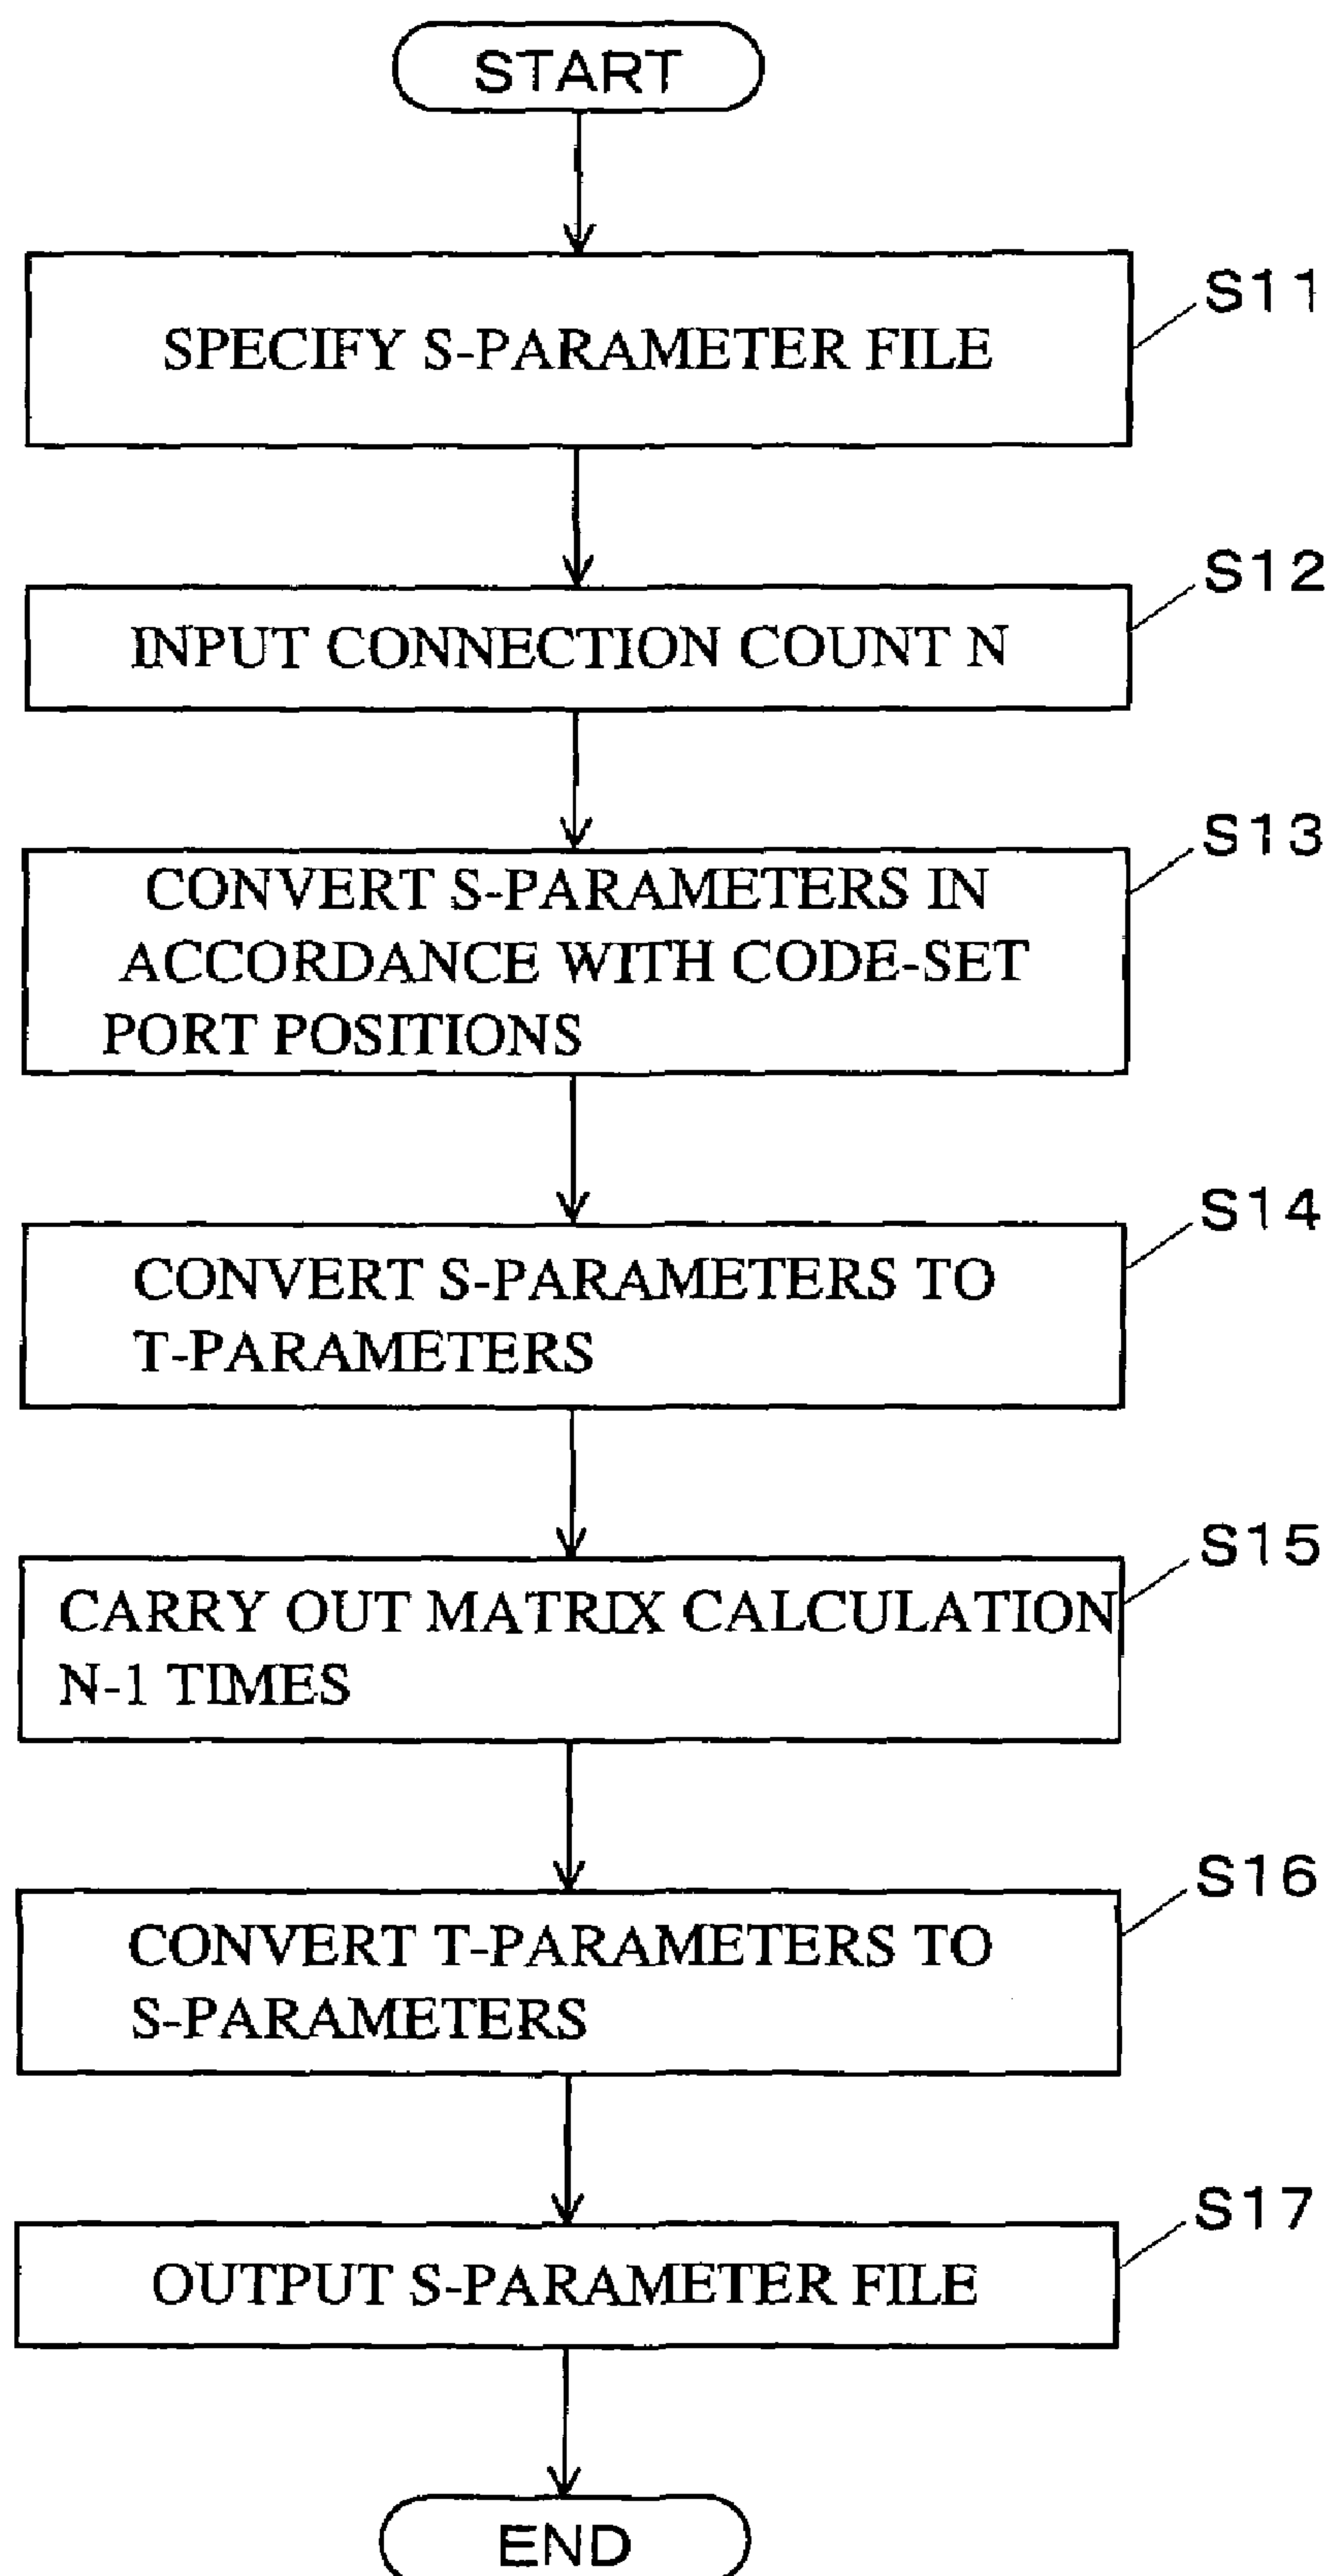 START
S11
SPECIFY S-PARAMETER FILE
S12
INPUT CONNECTION COUNT N
S13
CONVERT S-PARAMETERS IN
ACCORDANCE WITH CODE-SET
PORT POSITIONS
S14
CONVERT S-PARAMETERS TO
T-PARAMETERS
S15
CARRY OUT MATRIX CALCULATION
N-1 TIMES
S16
CONVERT T-PARAMETERS TO
S-PARAMETERS
S17
OUTPUT S-PARAMETER FILE
END